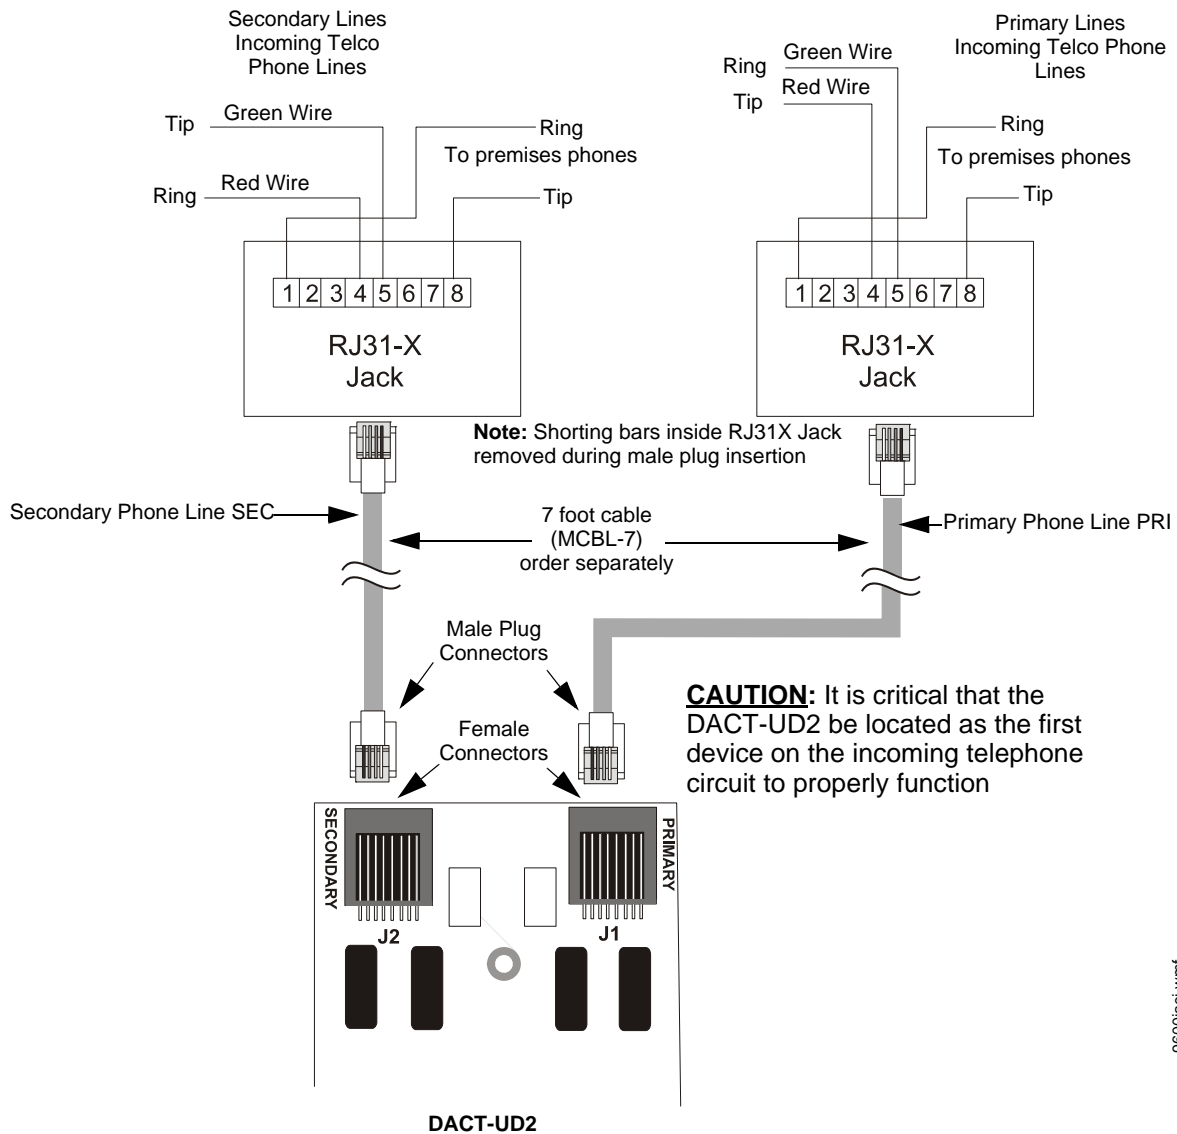 Secondary Lines
Incoming Telco
Phone Lines
Primary Lines
Incoming Telco Phone
Lines
Tip
Green Wire
Ring
To premises phones
Ring
Red Wire
Tip
Ring
Green Wire
Tip
Red Wire
Ring
To premises phones
Tip
1 2 3 4 5 6 7 8
RJ31-X
Jack
1 2 3 4 5 6 7 8
RJ31-X
Jack
Note: Shorting bars inside RJ31X Jack
removed during male plug insertion
Secondary Phone Line SEC
7 foot cable
(MCBL-7)
order separately
Primary Phone Line PRI
Male Plug
Connectors
Female
Connectors
CAUTION: It is critical that the
DACT-UD2 be located as the first
device on the incoming telephone
circuit to properly function
SECONDARY
J2
PRIMARY
J1
DACT-UD2